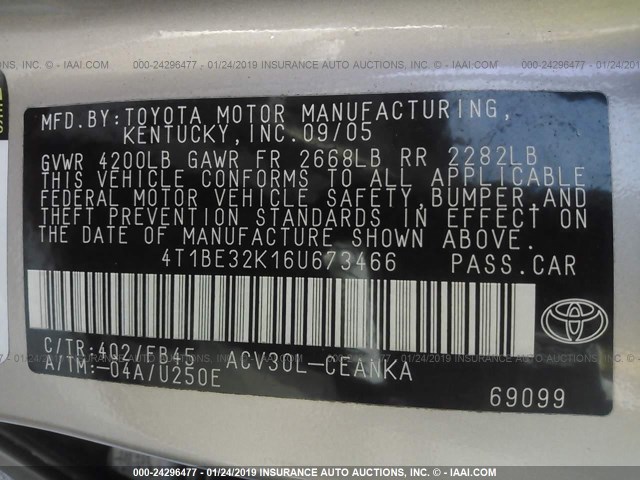 000-24296477 - 01/24/2019 INSURANCE AUTO AUCTIONS, INC. - © IAAI.COM
MFD.BY:TOYOTA MOTOR MANUFACTURING,
KENTUCKY,INC.09/05
GVWR 4200LB GAWR FR 2668LB RR 2282LB
THIS VEHICLE CONFORMS TO ALL APPLICABLE
FEDERAL MOTOR VEHICLE SAFETY,BUMPER,AND
THEFT PREVENTION STANDARDS IN EFFECT ON
THE DATE OF MANUFACTURE SHOWN ABOVE.
4T1BE32K16U673466 PASS.CAR
C/TR:4Q2/FB45 ACV30L-CEANKA
A/TM:-04A/U250E
69099
000-24296477 - 01/24/2019 INSURANCE AUTO AUCTIONS, INC. - © IAAI.COM